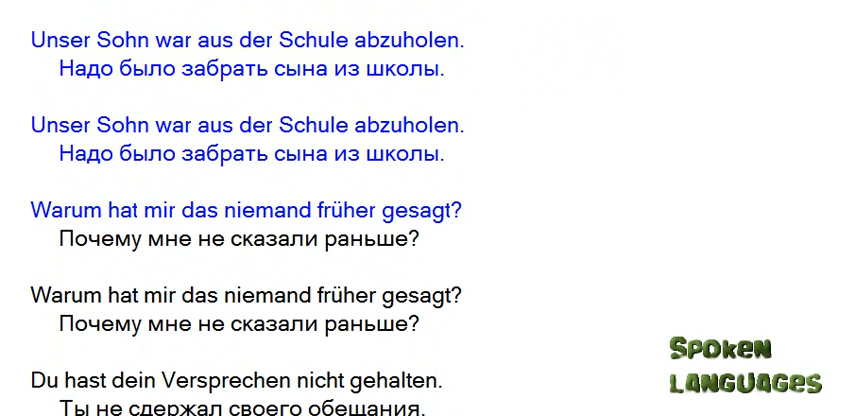 Unser Sohn war aus der Schule abzuholen.
Надо было забрать сына из школы.
Unser Sohn war aus der Schule abzuholen.
Надо было забрать сына из школы.
Warum hat mir das niemand früher gesagt?
Почему мне не сказали раньше?
Warum hat mir das niemand früher gesagt?
Почему мне не сказали раньше?
Du hast dein Versprechen nicht gehalten.
Ты не сдержал своего обещания.
Spoken
Languages